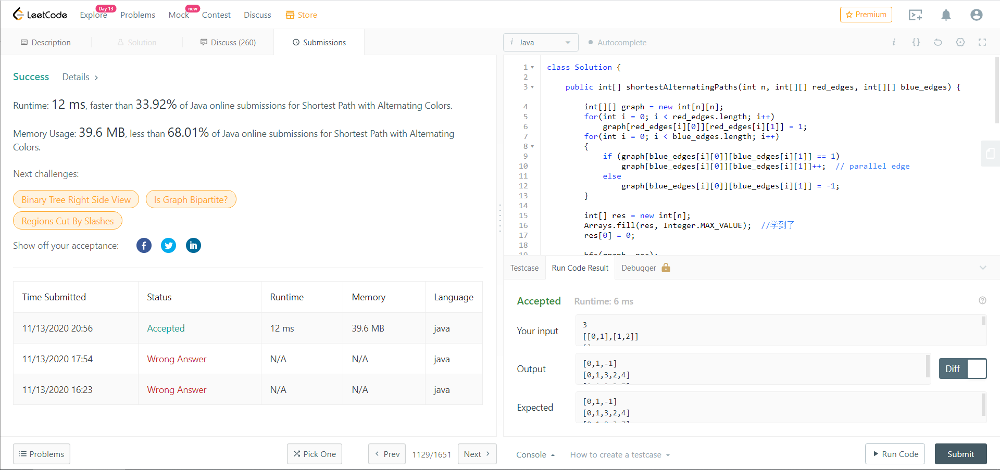 LeetCode Explore Day 13 Problems Mock new Contest Discuss Store Premium
Description Solution Discuss (260) Submissions
Success Details
Runtime: 12 ms, faster than 33.92% of Java online submissions for Shortest Path with Alternating Colors.
Memory Usage: 39.6 MB, less than 68.01% of Java online submissions for Shortest Path with Alternating
Colors.
Next challenges:
Binary Tree Right Side View Is Graph Bipartite?
Regions Cut By Slashes
Show off your acceptance:
Time Submitted Status Runtime Memory Language
11/13/2020 20:56 Accepted 12 ms 39.6 MB java
11/13/2020 17:54 Wrong Answer N/A N/A java
11/13/2020 16:23 Wrong Answer N/A N/A java
Problems Pick One < Prev 1129/1651 Next >
i Java Autocomplete i {}
1 class Solution {
2
3 public int[] shortestAlternatingPaths(int n, int[][] red_edges, int[][] blue_edges) {
4 int[][] graph = new int[n][n];
5 for(int i = 0; i < red_edges.length; i++)
6 graph[red_edges[i][0]][red_edges[i][1]] = 1;
7 for(int i = 0; i < blue_edges.length; i++)
8 {
9 if (graph[blue_edges[i][0]][blue_edges[i][1]] == 1)
10 graph[blue_edges[i][0]][blue_edges[i][1]]++; // parallel edge
11 else
12 graph[blue_edges[i][0]][blue_edges[i][1]] = -1;
13 }
14
15 int[] res = new int[n];
16 Arrays.fill(res, Integer.MAX_VALUE); //学到了
17 res[0] = 0;
18
19 bfs(graph, res);
Testcase Run Code Result Debugger
Accepted Runtime: 6 ms
Your input
3
[[0,1],[1,2]]
Output
[0,1,-1]
[0,1,3,2,4]
Diff
Expected
[0,1,-1]
[0,1,3,2,4]
Console How to create a testcase Run Code Submit